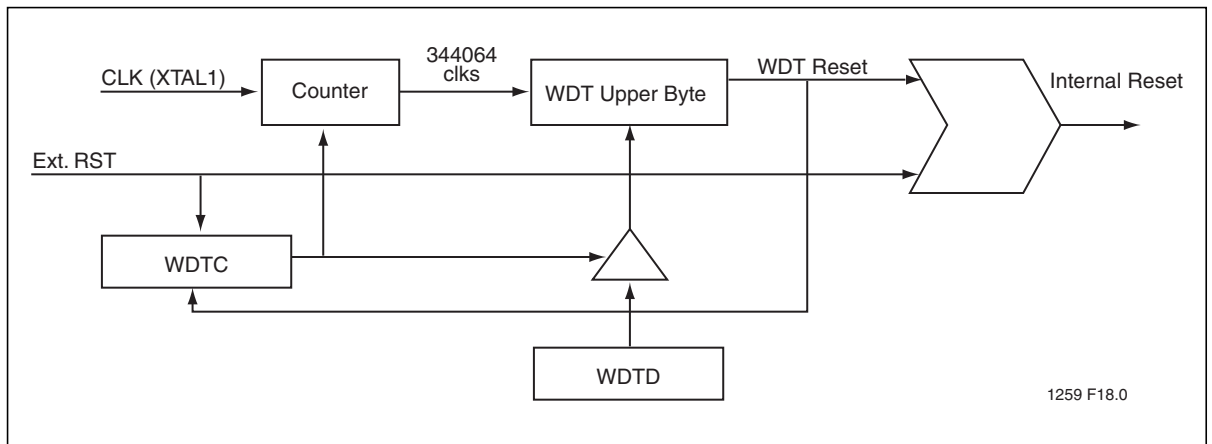 344064
clks
CLK (XTAL1)
Counter
WDT Upper Byte
WDT Reset
Internal Reset
Ext. RST
WDTC
WDTD
1259 F18.0